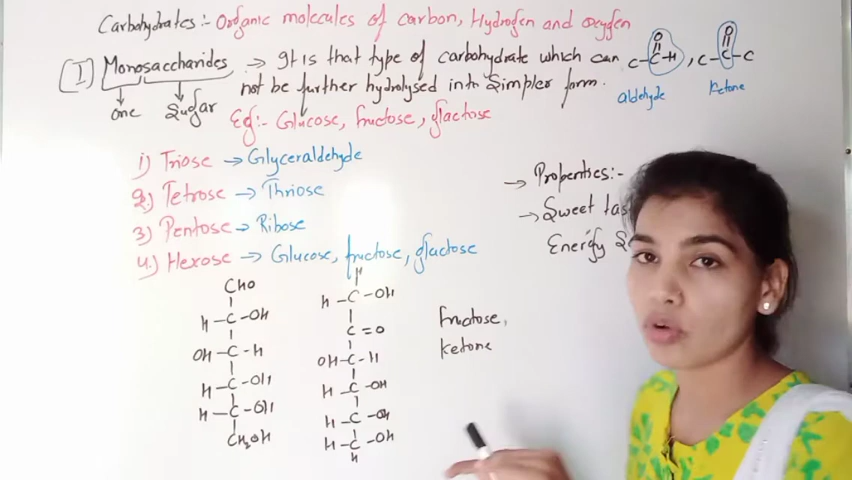 Carbohydrates :- Organic molecules of carbon, Hydrogen and oxygen
(I) Monosaccharides → It is that type of carbohydrate which can
not be further hydrolysed into Simpler form.
one Sugar
Eg:- Glucose, fructose, glactose
O O
C-C-H, C-C-C
aldehyde ketone
1) Triose → Glyceraldehyde
2.) Tetrose → Thriose
3) Pentose → Ribose
4.) Hexose → Glucose, fructose, glactose
→ Properties:-
→ Sweet tas
Energy S
CHO
H-C-OH
OH-C-H
H-C-OH
H-C-OH
CH2OH
H
H-C-OH
C=O
OH-C-H
H-C-OH
H-C-OH
H-C-OH
H
fructose,
ketone